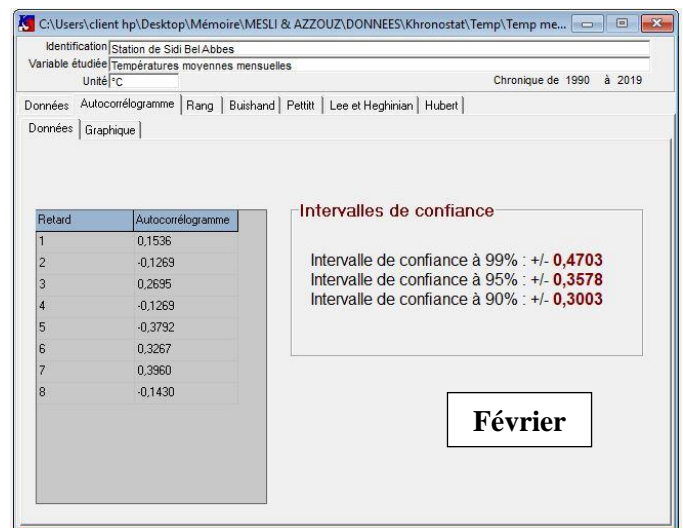 C:\Users\client hp\Desktop\Mémoire\MESLI & AZZOUZ\DONNEES\Khronostat\Temp\Temp me...
Identification Station de Sidi Bel Abbes
Variable étudiée Températures moyennes mensuelles
Unité °C Chronique de 1990 à 2019
Données Autocorrélogramme Rang Buishand Pettitt Lee et Heghinian Hubert
Données Graphique
Retard Autocorrélogramme
1 0,1536
2 -0,1269
3 0,2695
4 -0,1269
5 -0,3792
6 0,3267
7 0,3960
8 -0,1430
Intervalles de confiance
Intervalle de confiance à 99% : +/- 0,4703
Intervalle de confiance à 95% : +/- 0,3578
Intervalle de confiance à 90% : +/- 0,3003
Février